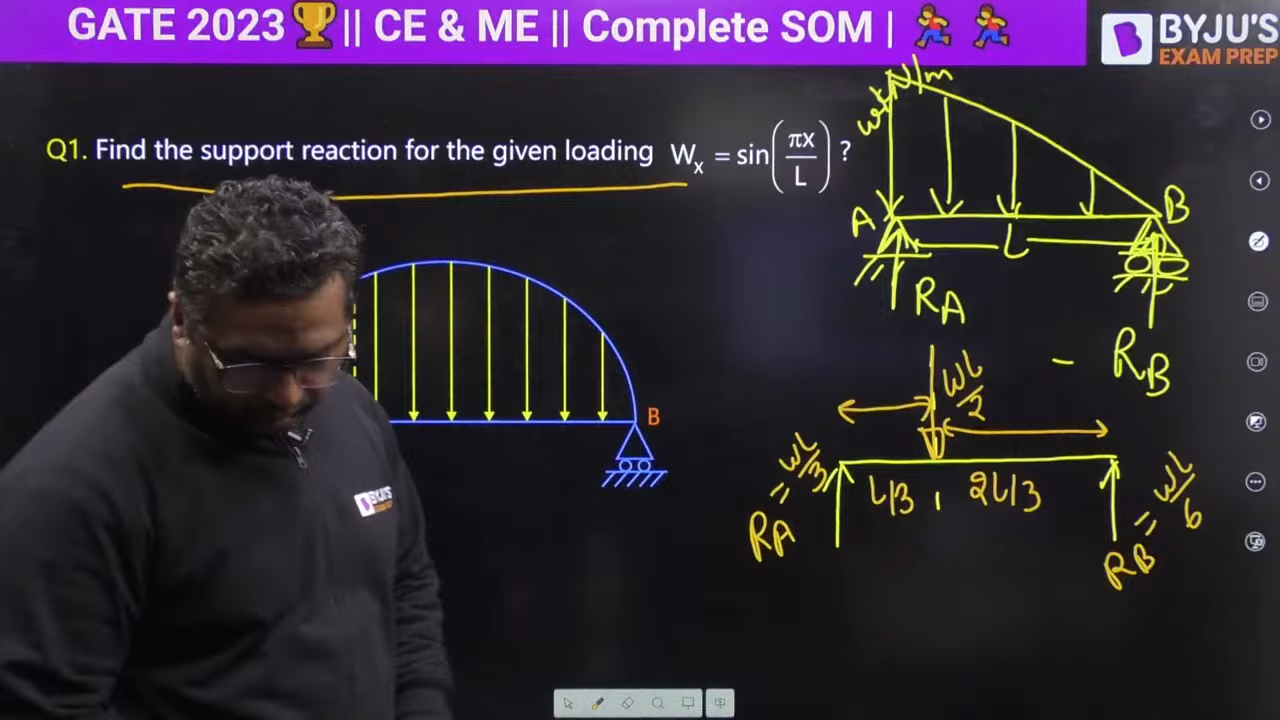 GATE 2023🏆|| CE & ME || Complete SOM | 🏃 🏃
BYJU'S
EXAM PREP
Q1. Find the support reaction for the given loading W_x = sin(πx/L) ?
N/m
A
B
L
R_A
R_B
B
WL/2
L/3, 2L/3
R_A = WL/3
R_B = WL/6
BYJU'S